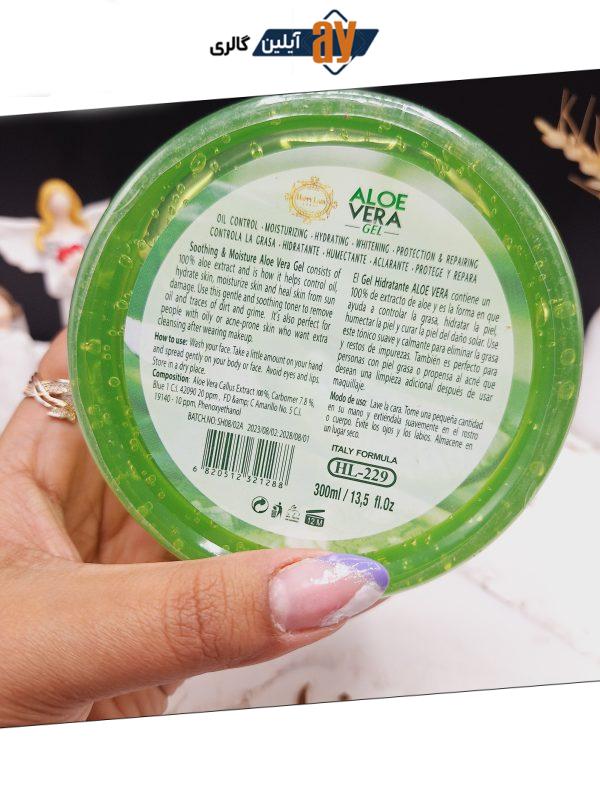 آیلین گالری ay
ALOE
VERA
GEL
OIL CONTROL - MOISTURIZING - HYDRATING - WHITENING - PROTECTION & REPAIRING
CONTROLA LA GRASA - HIDRATANTE - HUMECTANTE - ACLARANTE - PROTEGE Y REPARA
Soothing & Moisture Aloe Vera Gel consists of
100% aloe extract and is how it helps control oil,
hydrate skin, moisturize skin and heal skin from sun
damage. Use this gentle and soothing toner to remove
oil and traces of dirt and grime. It's also perfect for
people with oily or acne-prone skin who want extra
cleansing after wearing makeup.
How to use: Wash your face. Take a little amount on your hand
and spread gently on your body or face. Avoid eyes and lips.
Store in a dry place.
Composition: Aloe Vera Callus Extract 100%, Carbomer 7.8 %,
Blue 1 C.I. 42090 20 ppm , FD &amp; C Amarillo No. 5 C.I.
19140 - 10 ppm, Phenoxyethanol
BATCH.NO:SH08/02A 2023/08/02: 2028/08/01
6 820512 321288
El Gel Hidratante ALOE VERA contiene un
100% de extracto de aloe y es la forma en que
ayuda a controlar la grasa, hidratar la piel,
humectar la piel y curar la piel del daño solar. Use
este tónico suave y calmante para eliminar la grasa
y restos de impurezas. También es perfecto para
personas con piel grasa o propensa al acné que
desean una limpieza adicional después de usar
maquillaje.
Modo de uso: Lave la cara. Tome una pequeña cantidad
en su mano y extiéndala suavemente en el rostro
o cuerpo. Evite los ojos y los labios. Almacene en
un lugar seco.
ITALY FORMULA
HL-229
300ml / 13,5 fl.Oz
12 M